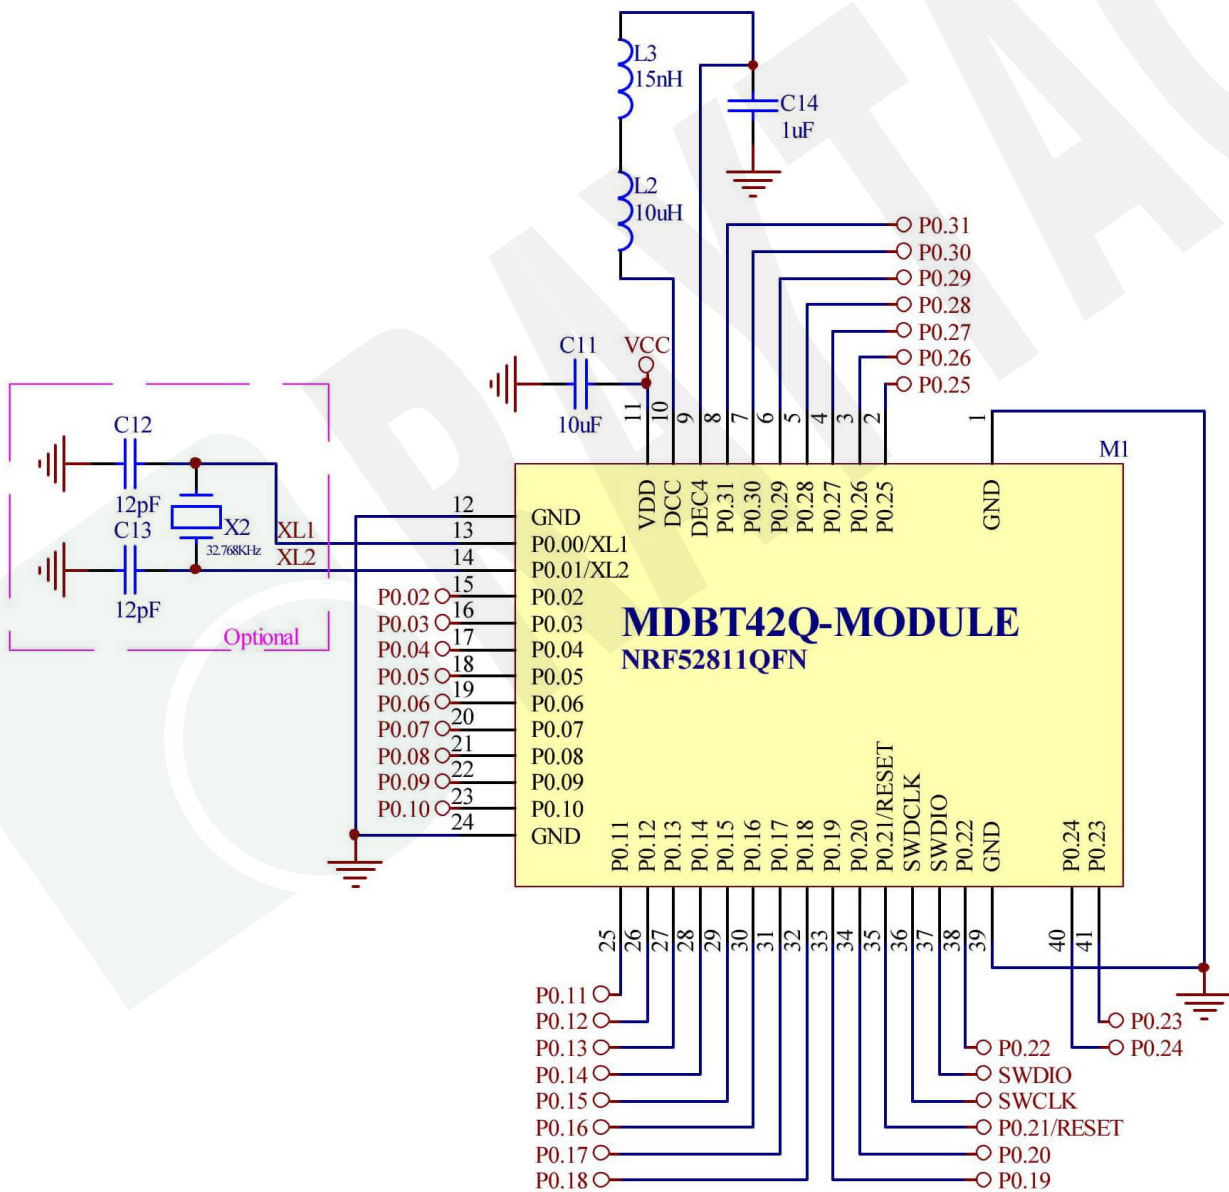 L3
15nH
C14
1uF
L2
10uH
P0.31
P0.30
P0.29
P0.28
P0.27
P0.26
P0.25
C11
10uF
VCC
11
10
9
8
7
6
5
4
3
2
1
M1
VDD
DCC
DEC4
P0.31
P0.30
P0.29
P0.28
P0.27
P0.26
P0.25
GND
C12
12pF
C13
12pF
X2
32.768KHz
XL1
XL2
Optional
12 GND
13 P0.00/XL1
14 P0.01/XL2
P0.02 15 P0.02
P0.03 16 P0.03
P0.04 17 P0.04
P0.05 18 P0.05
P0.06 19 P0.06
P0.07 20 P0.07
P0.08 21 P0.08
P0.09 22 P0.09
P0.10 23 P0.10
24 GND
MDBT42Q-MODULE
NRF52811QFN
P0.11
P0.12
P0.13
P0.14
P0.15
P0.16
P0.17
P0.18
P0.19
P0.20
P0.21/RESET
SWDCLK
SWDIO
P0.22
GND
P0.24
P0.23
25
26
27
28
29
30
31
32
33
34
35
36
37
38
39
40
41
P0.11
P0.12
P0.13
P0.14
P0.15
P0.16
P0.17
P0.18
P0.23
P0.24
P0.22
SWDIO
SWCLK
P0.21/RESET
P0.20
P0.19
RAYTAC